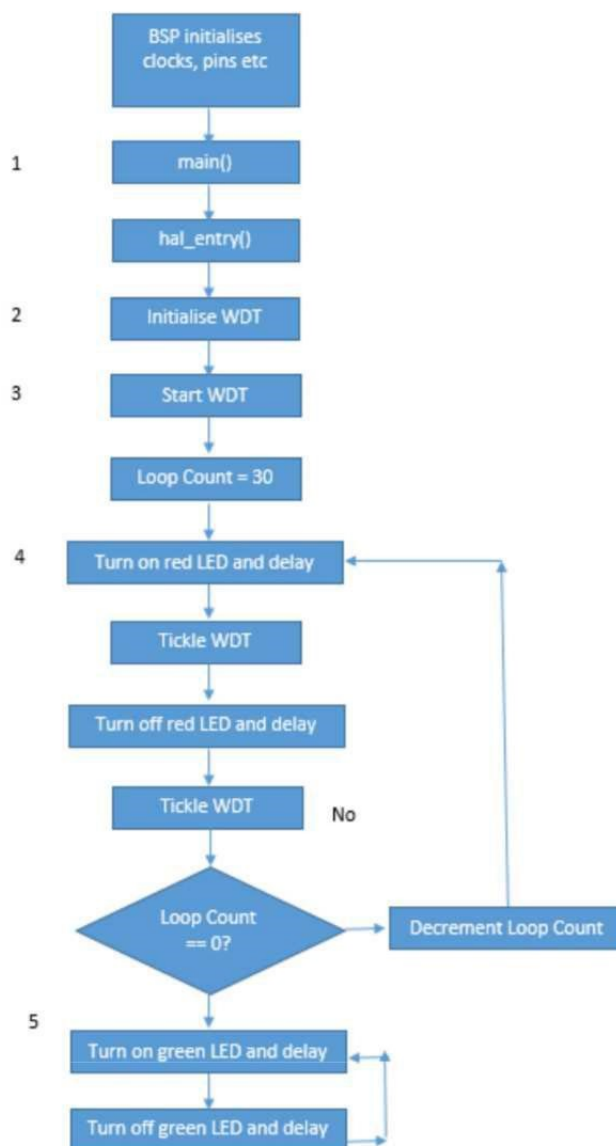 BSP initialises
clocks, pins etc
1
main()
hal_entry()
2
Initialise WDT
3
Start WDT
Loop Count = 30
4
Turn on red LED and delay
Tickle WDT
Turn off red LED and delay
Tickle WDT
No
Loop Count
== 0?
Decrement Loop Count
5
Turn on green LED and delay
Turn off green LED and delay